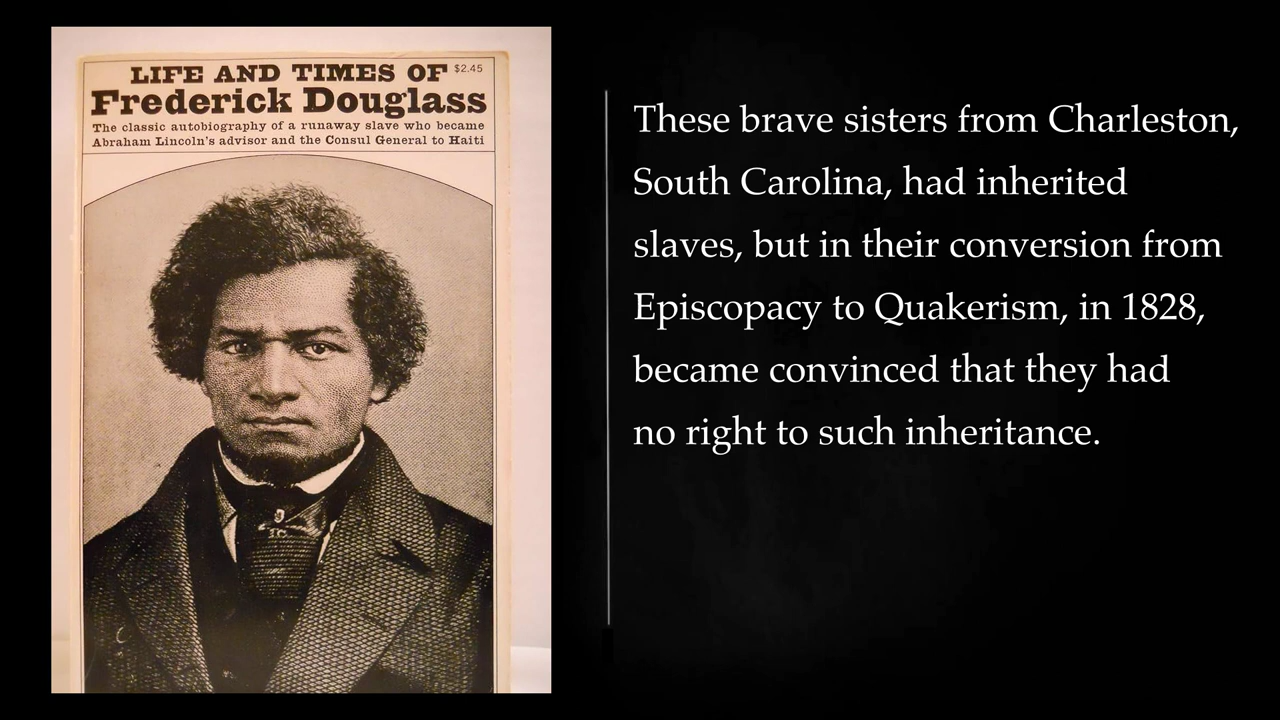 LIFE AND TIMES OF $2.45
Frederick Douglass
The classic autobiography of a runaway slave who became
Abraham Lincoln's advisor and the Consul General to Haiti
These brave sisters from Charleston,
South Carolina, had inherited
slaves, but in their conversion from
Episcopacy to Quakerism, in 1828,
became convinced that they had
no right to such inheritance.